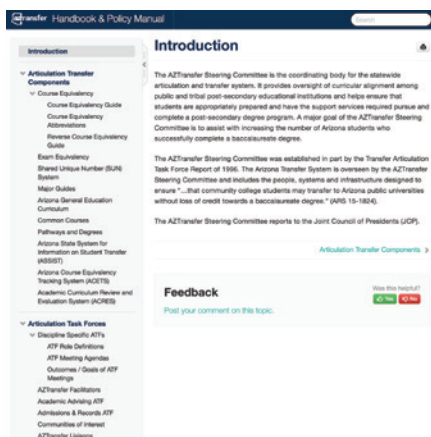 aztransfer Handbook & Policy Manual
Search
Introduction
Articulation Transfer
Components
Course Equivalency
Course Equivalency Guide
Course Equivalency
Abbreviations
Reverse Course Equivalency
Guide
Exam Equivalency
Shared Unique Number (SUN)
System
Major Guides
Arizona General Education
Curriculum
Common Courses
Pathways and Degrees
Arizona State System for
Information on Student Transfer
(ASSIST)
Arizona Course Equivalency
Tracking System (ACETS)
Academic Curriculum Review and
Evaluation System (ACRES)
Articulation Task Forces
Discipline Specific ATFs
ATF Role Definitions
ATF Meeting Agendas
Outcomes / Goals of ATF
Meetings
AZTransfer Facilitators
Academic Advising ATF
Admissions & Records ATF
Communities of Interest
AZTransfer Liaisons
Introduction
The AZTransfer Steering Committee is the coordinating body for the statewide
articulation and transfer system. It provides oversight of curricular alignment among
public and tribal post-secondary educational institutions and helps ensure that
students are appropriately prepared and have the support services required pursue and
complete a post-secondary degree program. A major goal of the AZTransfer Steering
Committee is to assist with increasing the number of Arizona students who
successfully complete a baccalaureate degree.
The AZTransfer Steering Committee was established in part by the Transfer Articulation
Task Force Report of 1996. The Arizona Transfer System is overseen by the AZTransfer
Steering Committee and includes the people, systems and infrastructure designed to
ensure "...that community college students may transfer to Arizona public universities
without loss of credit towards a baccalaureate degree." (ARS 15-1824).
The AZTransfer Steering Committee reports to the Joint Council of Presidents (JCP).
Articulation Transfer Components >
Feedback
Post your comment on this topic.
Was this helpful?
Yes
No